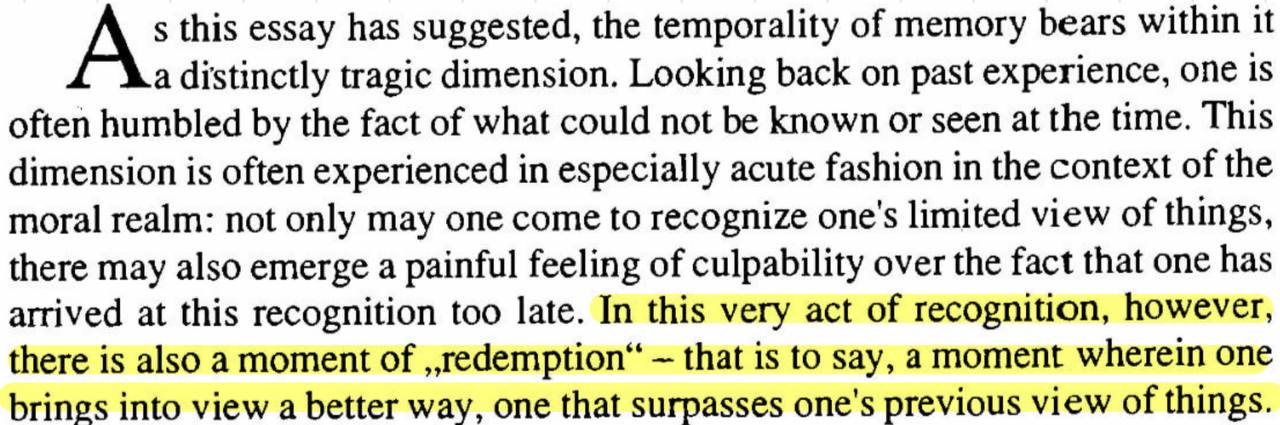 As this essay has suggested, the temporality of memory bears within it
a distinctly tragic dimension. Looking back on past experience, one is
often humbled by the fact of what could not be known or seen at the time. This
dimension is often experienced in especially acute fashion in the context of the
moral realm: not only may one come to recognize one's limited view of things,
there may also emerge a painful feeling of culpability over the fact that one has
arrived at this recognition too late. In this very act of recognition, however,
there is also a moment of „redemption“ – that is to say, a moment wherein one
brings into view a better way, one that surpasses one's previous view of things.